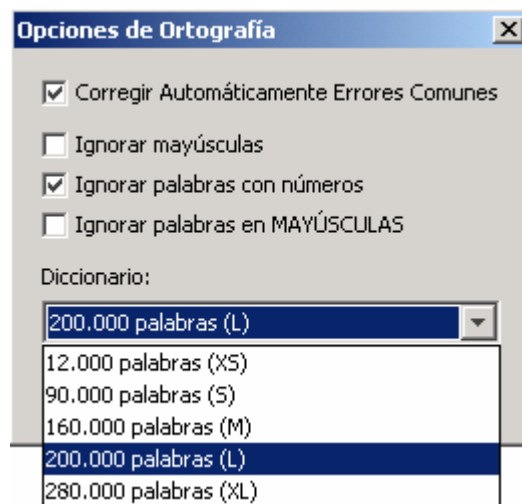 Opciones de Ortografía
Corregir Automáticamente Errores Comunes
Ignorar mayúsculas
Ignorar palabras con números
Ignorar palabras en MAYÚSCULAS
Diccionario:
200.000 palabras (L)
12.000 palabras (XS)
90.000 palabras (S)
160.000 palabras (M)
200.000 palabras (L)
280.000 palabras (XL)